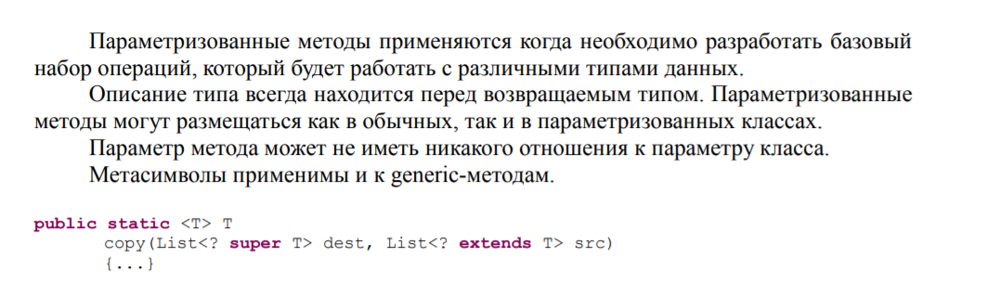 Параметризованные методы применяются когда необходимо разработать базовый
набор операций, который будет работать с различными типами данных.
Описание типа всегда находится перед возвращаемым типом. Параметризованные
методы могут размещаться как в обычных, так и в параметризованных классах.
Параметр метода может не иметь никакого отношения к параметру класса.
Метасимволы применимы и к generic-методам.
public static <T> T
copy(List<? super T> dest, List<? extends T> src)
{...}